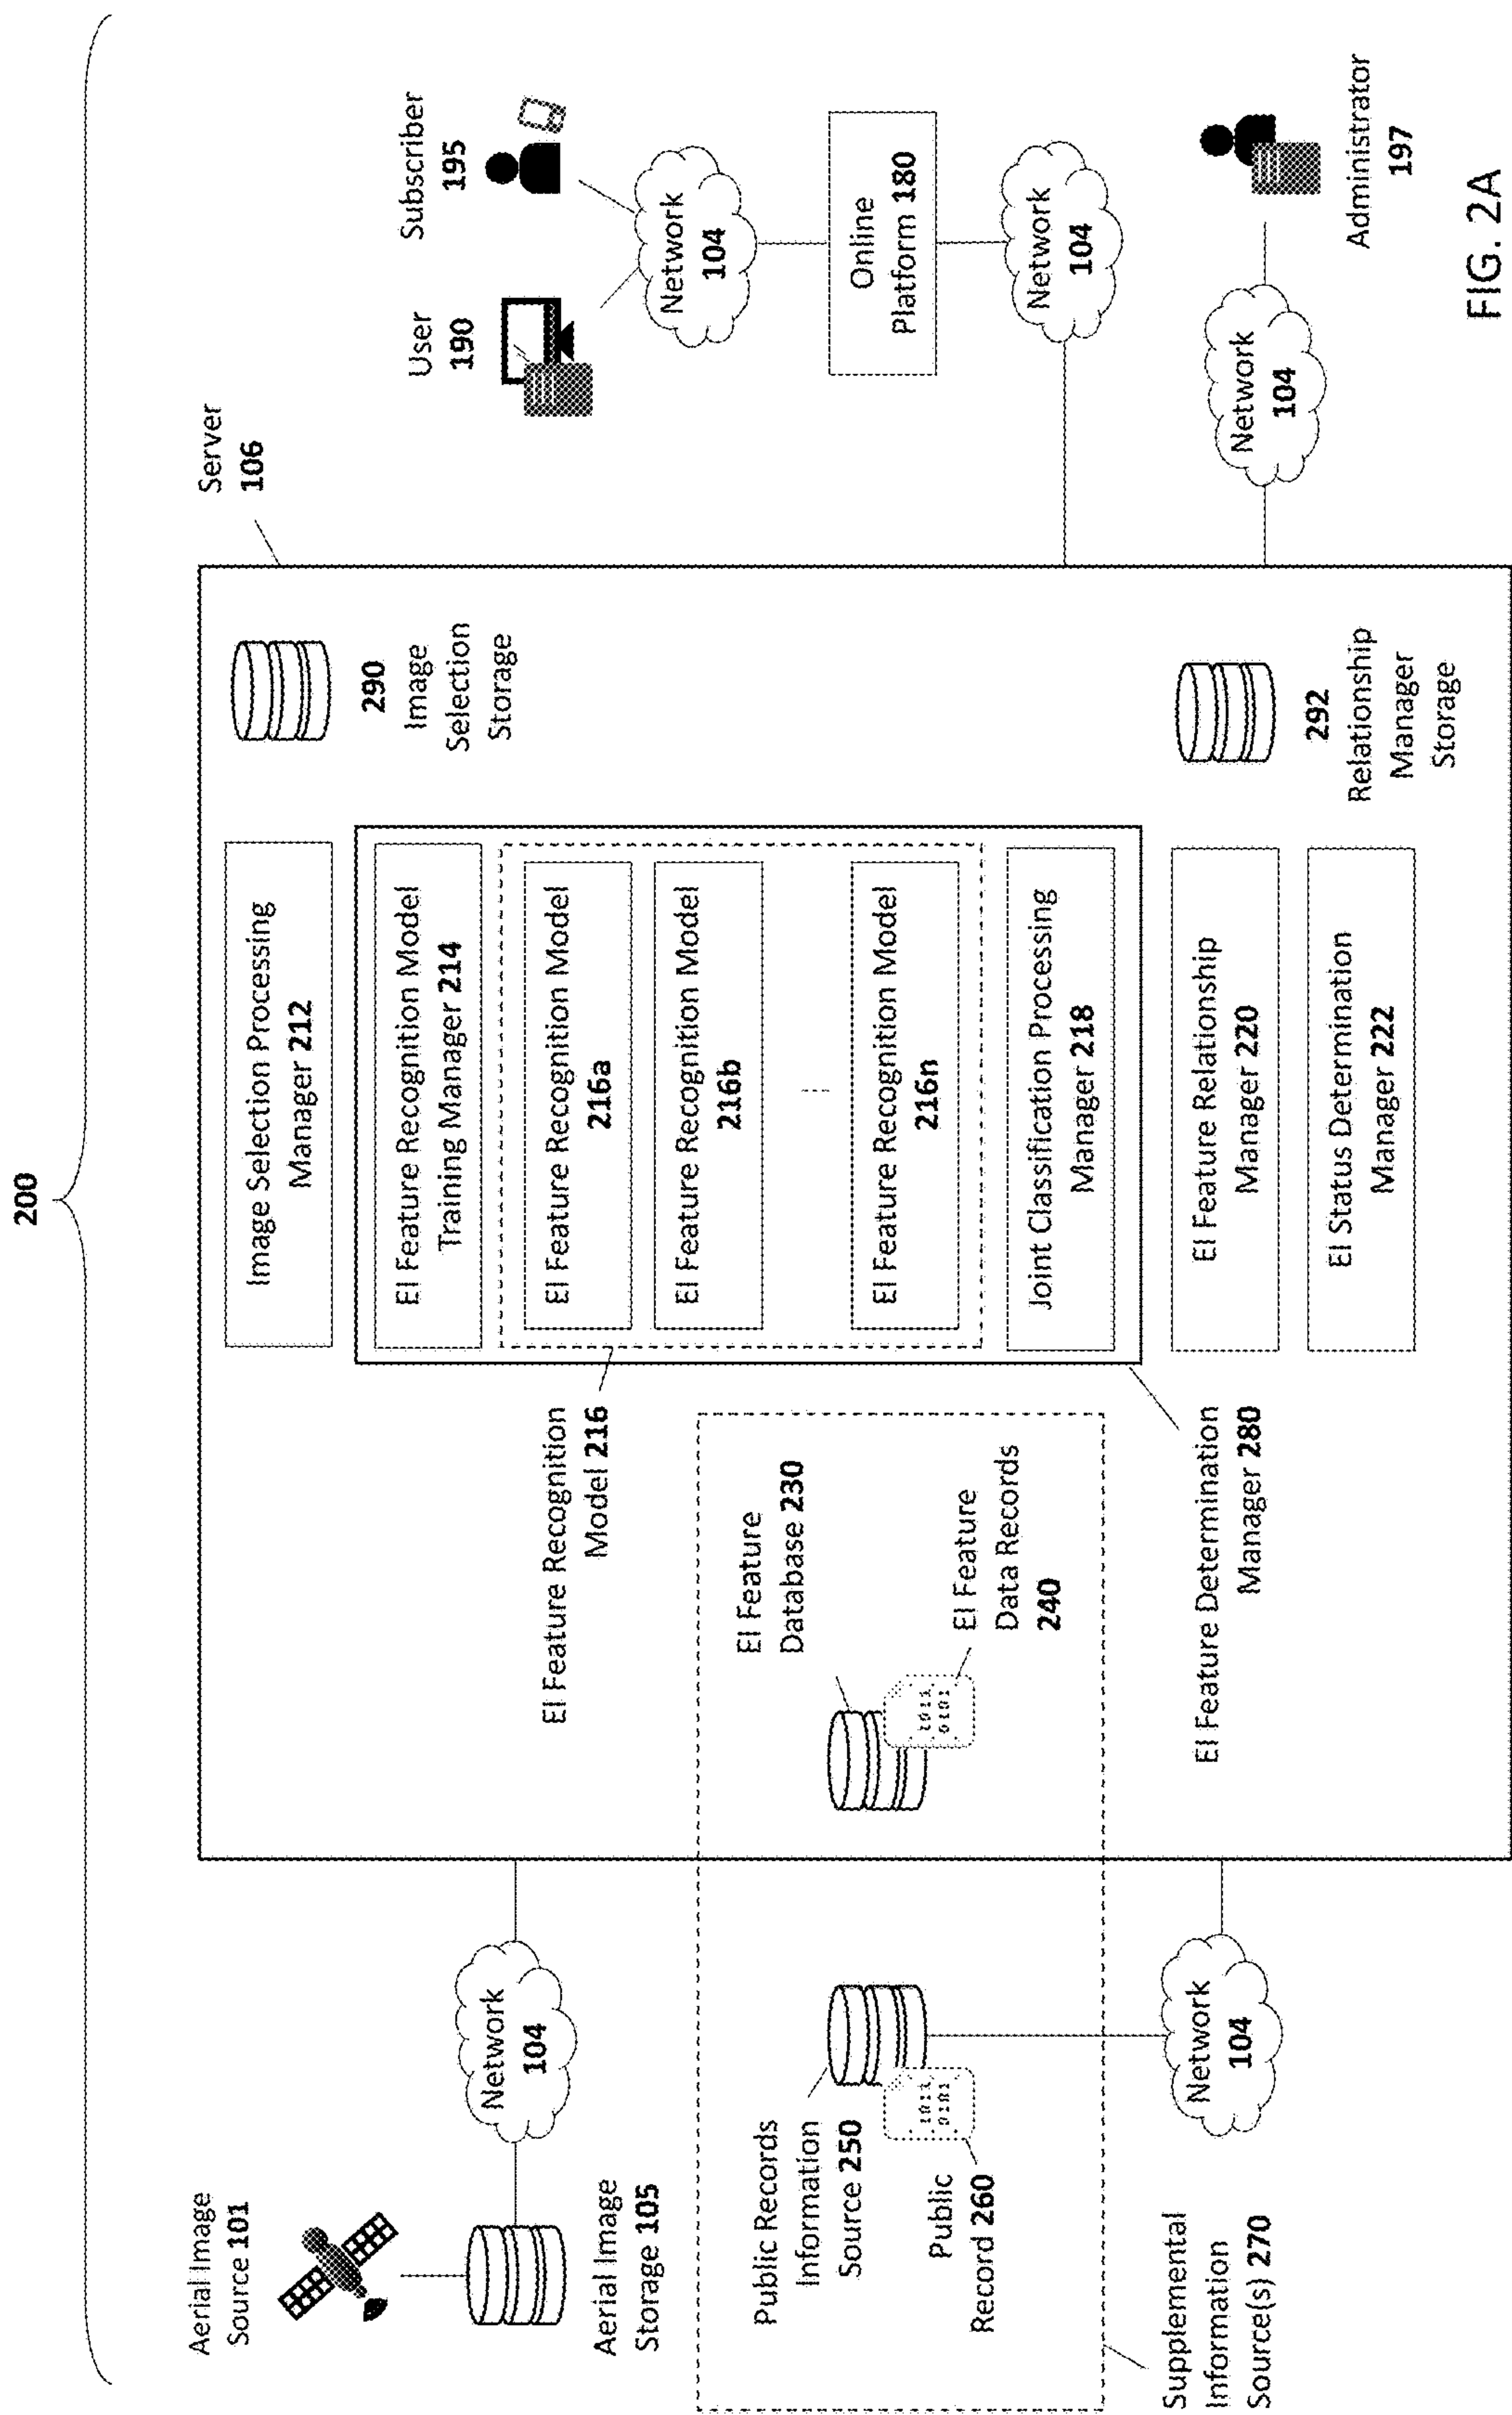 200
Aerial Image
Source 101
Aerial Image
Storage 105
Network
104
Public Records
Information
Source 250
Public
Record 260
1011
0101
Supplemental
Information
Source(s) 270
Network
104
Server
106
EI Feature Recognition
Model 216
EI Feature
Database 230
1011
0101
EI Feature
Data Records
240
EI Feature Determination
Manager 280
Image Selection Processing
Manager 212
EI Feature Recognition Model
Training Manager 214
EI Feature Recognition Model
216a
EI Feature Recognition Model
216b
EI Feature Recognition Model
216n
Joint Classification Processing
Manager 218
EI Feature Relationship
Manager 220
EI Status Determination
Manager 222
290
Image
Selection
Storage
292
Relationship
Manager
Storage
User
190
Subscriber
195
Network
104
Online
Platform 180
Network
104
Network
104
Administrator
197
FIG. 2A